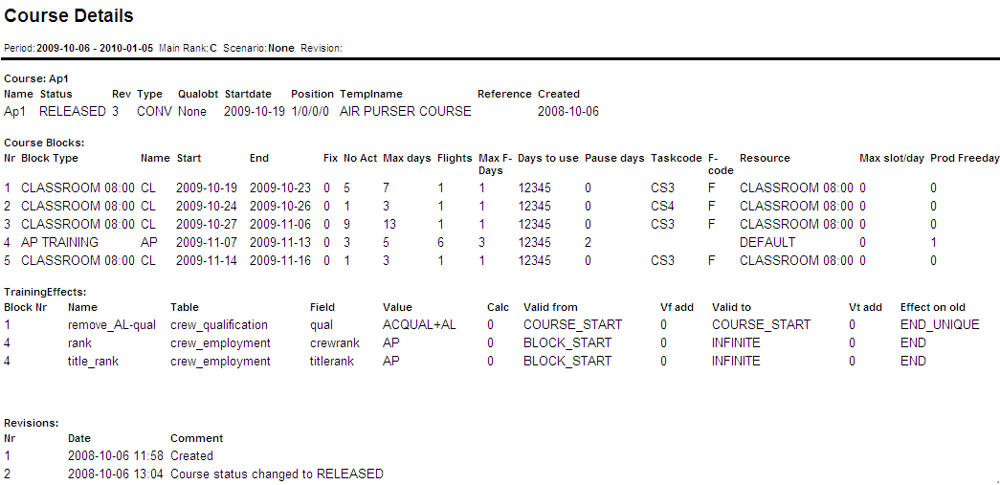 Course Details
Period: 2009-10-06 - 2010-01-05 Main Rank: C Scenario: None Revision:
Course: Ap1
Name Status Rev Type Qualobt Startdate Position Templname Reference Created
Ap1 RELEASED 3 CONV None 2009-10-19 1/0/0/0 AIR PURSER COURSE 2008-10-06
Course Blocks:
Nr Block Type Name Start End Fix No Act Max days Flights Max F-Days Days to use Pause days Taskcode F-code Resource Max slot/day Prod Freeday
1 CLASSROOM 08:00 CL 2009-10-19 2009-10-23 0 5 7 1 1 12345 0 CS3 F CLASSROOM 08:00 0 0
2 CLASSROOM 08:00 CL 2009-10-24 2009-10-26 0 1 3 1 1 12345 0 CS4 F CLASSROOM 08:00 0 0
3 CLASSROOM 08:00 CL 2009-10-27 2009-11-06 0 9 13 1 1 12345 0 CS3 F CLASSROOM 08:00 0 0
4 AP TRAINING AP 2009-11-07 2009-11-13 0 3 5 6 3 12345 2 DEFAULT 0 1
5 CLASSROOM 08:00 CL 2009-11-14 2009-11-16 0 1 3 1 1 12345 0 CS3 F CLASSROOM 08:00 0 0
TrainingEffects:
Block Nr Name Table Field Value Calc Valid from Vf add Valid to Vt add Effect on old
1 remove_AL-qual crew_qualification qual ACQUAL+AL 0 COURSE_START 0 COURSE_START 0 END_UNIQUE
4 rank crew_employment crewrank AP 0 BLOCK_START 0 INFINITE 0 END
4 title_rank crew_employment titlerank AP 0 BLOCK_START 0 INFINITE 0 END
Revisions:
Nr Date Comment
1 2008-10-06 11:58 Created
2 2008-10-06 13:04 Course status changed to RELEASED